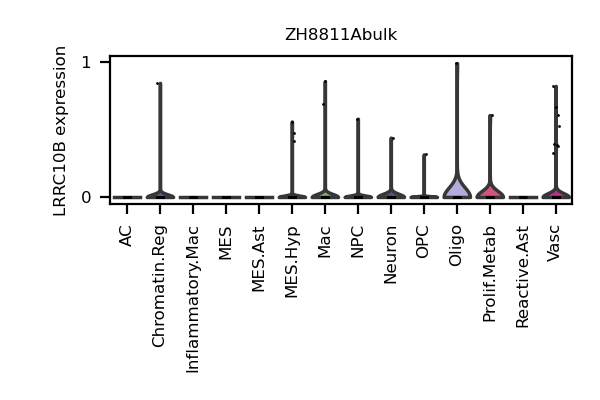 ZH8811Abulk
LRRC10B expression
1
0
AC
Chromatin.Reg
Inflammatory.Mac
MES
MES.Ast
MES.Hyp
Mac
NPC
Neuron
OPC
Oligo
Prolif.Metab
Reactive.Ast
Vasc